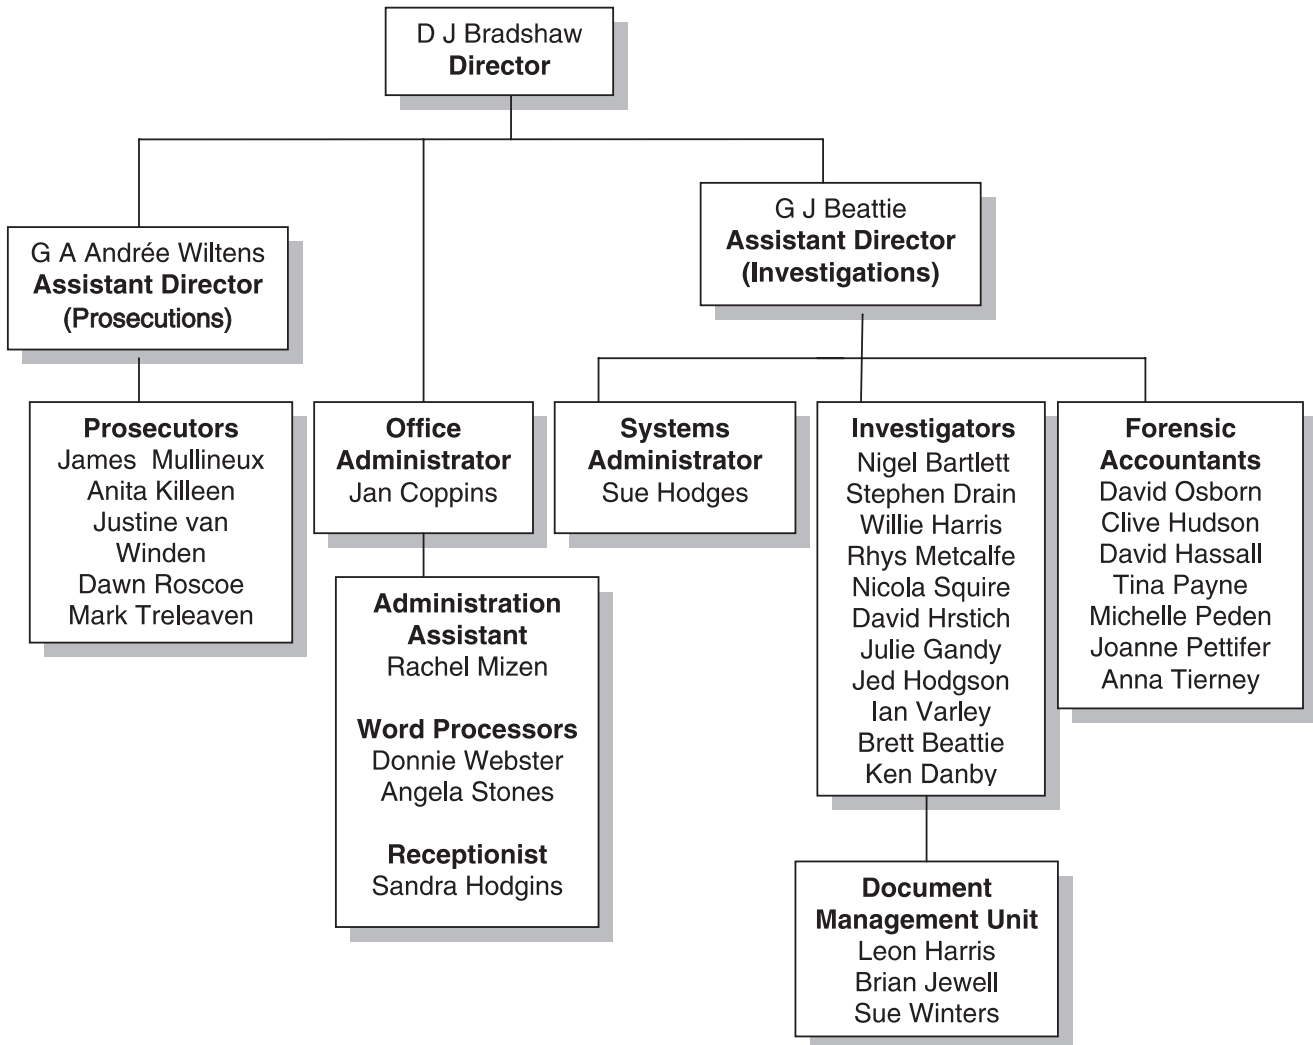 D J Bradshaw
Director
G A Andrée Wiltens
Assistant Director
(Prosecutions)
G J Beattie
Assistant Director
(Investigations)
Prosecutors
James Mullineux
Anita Killeen
Justine van
Winden
Dawn Roscoe
Mark Treleaven
Office
Administrator
Jan Coppins
Administration
Assistant
Rachel Mizen
Word Processors
Donnie Webster
Angela Stones
Receptionist
Sandra Hodgins
Systems
Administrator
Sue Hodges
Investigators
Nigel Bartlett
Stephen Drain
Willie Harris
Rhys Metcalfe
Nicola Squire
David Hrstich
Julie Gandy
Jed Hodgson
Ian Varley
Brett Beattie
Ken Danby
Document
Management Unit
Leon Harris
Brian Jewell
Sue Winters
Forensic
Accountants
David Osborn
Clive Hudson
David Hassall
Tina Payne
Michelle Peden
Joanne Pettifer
Anna Tierney